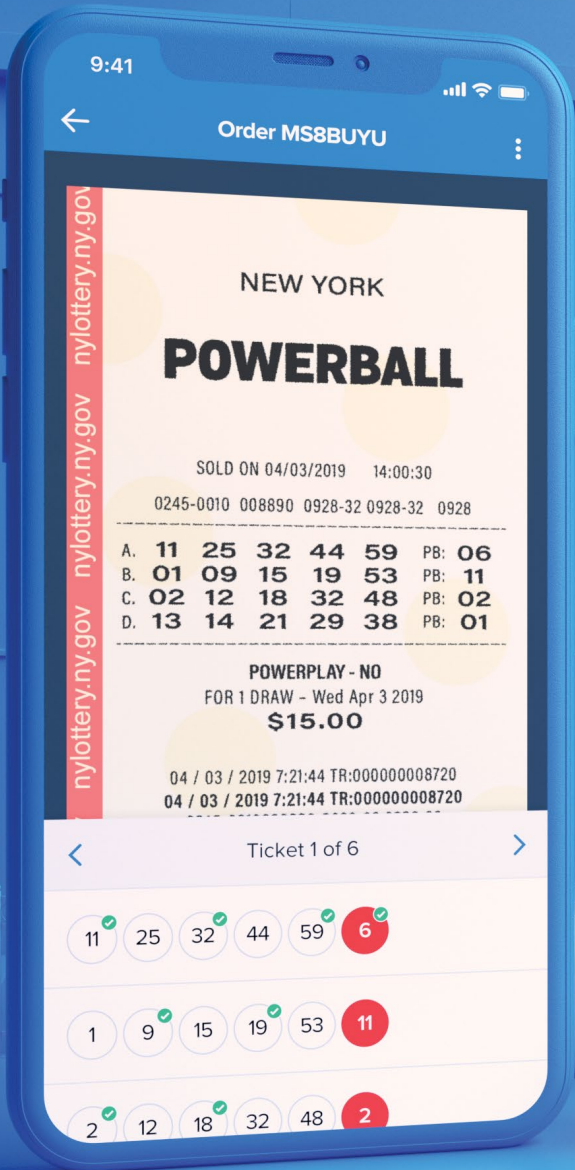 9:41
Order MS8BUYU
nylottery.ny.gov nylottery.ny.gov nylottery.ny.gov
NEW YORK
POWERBALL
SOLD ON 04/03/2019 14:00:30
0245-0010 008890 0928-32 0928-32 0928
A. 11 25 32 44 59 PB: 06
B. 01 09 15 19 53 PB: 11
C. 02 12 18 32 48 PB: 02
D. 13 14 21 29 38 PB: 01
POWERPLAY - NO
FOR 1 DRAW - Wed Apr 3 2019
$15.00
04 / 03 / 2019 7:21:44 TR:000000008720
04 / 03 / 2019 7:21:44 TR:000000008720
Ticket 1 of 6
11 25 32 44 59 6
1 9 15 19 53 11
2 12 18 32 48 2